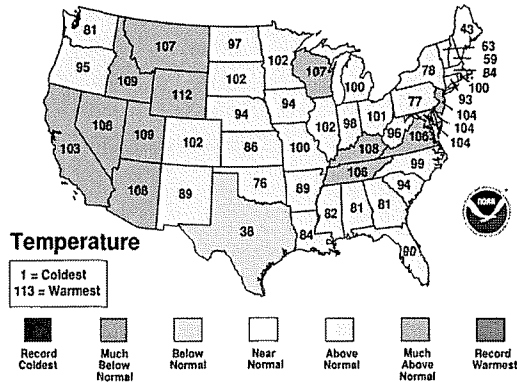 81
107
97
102
43
95
109
102
107
100
78
63
59
84
100
112
94
94
77
93
104
104
104
103
106
109
102
86
100
102
98
101
96
106
108
106
99
108
89
76
89
94
82
81
81
38
84
90
NOAA
Temperature
1 = Coldest
113 = Warmest
Record
Coldest
Much
Below
Normal
Below
Normal
Near
Normal
Above
Normal
Much
Above
Normal
Record
Warmest